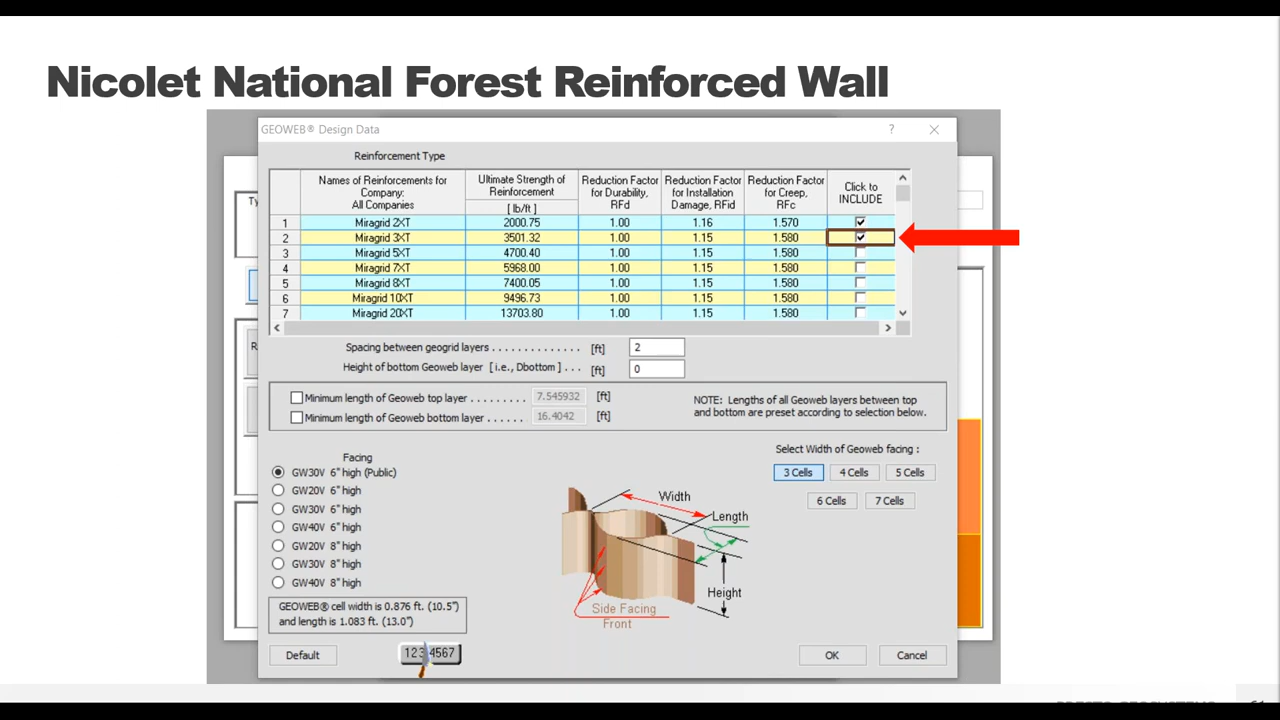 Nicolet National Forest Reinforced Wall
GEOWEB® Design Data ? ×
Reinforcement Type
Names of Reinforcements for Company: All Companies
Ultimate Strength of Reinforcement
[ lb/ft ]
Reduction Factor for Durability, RFd
Reduction Factor for Installation Damage, RFid
Reduction Factor for Creep, RFc
Click to INCLUDE
1 Miragrid 2XT 2000.75 1.00 1.16 1.570
2 Miragrid 3XT 3501.32 1.00 1.15 1.580
3 Miragrid 5XT 4700.40 1.00 1.15 1.580
4 Miragrid 7XT 5968.00 1.00 1.15 1.580
5 Miragrid 8XT 7400.05 1.00 1.15 1.580
6 Miragrid 10XT 9496.73 1.00 1.15 1.580
7 Miragrid 20XT 13703.80 1.00 1.15 1.580
Spacing between geogrid layers . . . . . . . . . . . . . [ft] 2
Height of bottom Geoweb layer [ i.e., Dbottom ] . . . [ft] 0
Minimum length of Geoweb top layer . . . . . . . . . 7.545932 [ft]
Minimum length of Geoweb bottom layer . . . . . . 16.4042 [ft]
NOTE: Lengths of all Geoweb layers between top
and bottom are preset according to selection below.
Facing
GW30V 6" high (Public)
GW20V 6" high
GW30V 6" high
GW40V 6" high
GW20V 8" high
GW30V 8" high
GW40V 8" high
Select Width of Geoweb facing :
3 Cells 4 Cells 5 Cells
6 Cells 7 Cells
Width
Length
Height
Side Facing
Front
GEOWEB® cell width is 0.876 ft. (10.5")
and length is 1.083 ft. (13.0")
Default
1234567
OK
Cancel